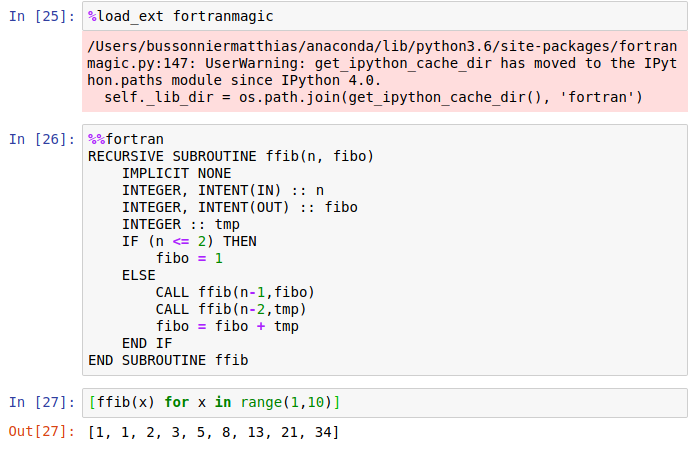 In [25]: %load_ext fortranmagic
/Users/bussonniermatthias/anaconda/lib/python3.6/site-packages/fortran
magic.py:147: UserWarning: get_ipython_cache_dir has moved to the IPyt
hon.paths module since IPython 4.0.
  self._lib_dir = os.path.join(get_ipython_cache_dir(), 'fortran')
In [26]: %%fortran
RECURSIVE SUBROUTINE ffib(n, fibo)
    IMPLICIT NONE
    INTEGER, INTENT(IN) :: n
    INTEGER, INTENT(OUT) :: fibo
    INTEGER :: tmp
    IF (n <= 2) THEN
        fibo = 1
    ELSE
        CALL ffib(n-1,fibo)
        CALL ffib(n-2,tmp)
        fibo = fibo + tmp
    END IF
END SUBROUTINE ffib
In [27]: [ffib(x) for x in range(1,10)]
Out[27]: [1, 1, 2, 3, 5, 8, 13, 21, 34]